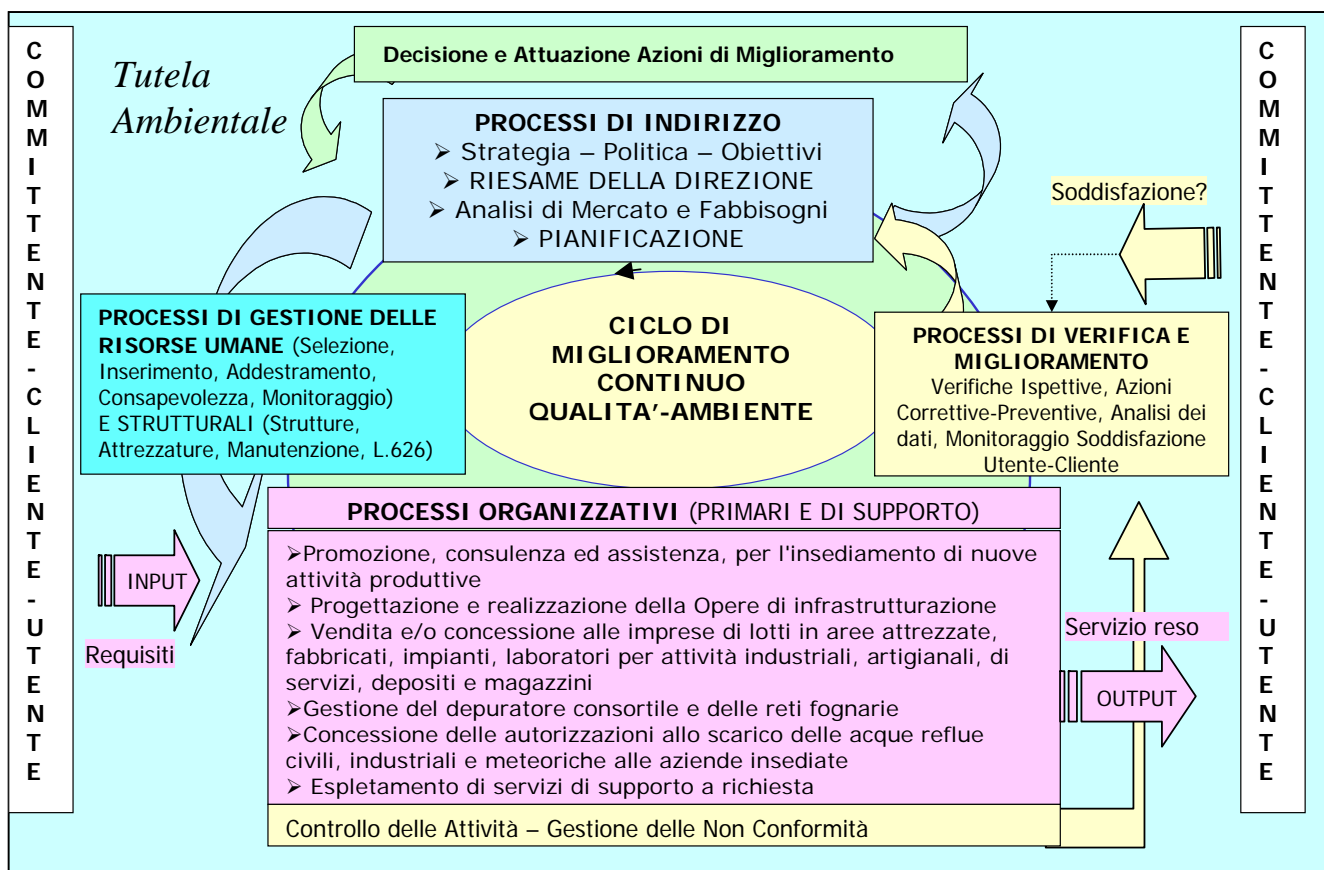 COMMITTENTE-CLIENTE-UTENTE
Tutela
Ambientale
Decisione e Attuazione Azioni di Miglioramento
PROCESSI DI INDIRIZZO
➢ Strategia – Politica – Obiettivi
➢ RIESAME DELLA DIREZIONE
➢ Analisi di Mercato e Fabbisogni
➢ PIANIFICAZIONE
Soddisfazione?
PROCESSI DI GESTIONE DELLE
RISORSE UMANE (Selezione,
Inserimento, Addestramento,
Consapevolezza, Monitoraggio)
E STRUTTURALI (Strutture,
Attrezzature, Manutenzione, L.626)
CICLO DI
MIGLIORAMENTO
CONTINUO
QUALITA’-AMBIENTE
PROCESSI DI VERIFICA E
MIGLIORAMENTO
Verifiche Ispettive, Azioni
Correttive-Preventive, Analisi dei
dati, Monitoraggio Soddisfazione
Utente-Cliente
PROCESSI ORGANIZZATIVI (PRIMARI E DI SUPPORTO)
➢Promozione, consulenza ed assistenza, per l'insediamento di nuove
attività produttive
➢ Progettazione e realizzazione della Opere di infrastrutturazione
➢ Vendita e/o concessione alle imprese di lotti in aree attrezzate,
fabbricati, impianti, laboratori per attività industriali, artigianali, di
servizi, depositi e magazzini
➢Gestione del depuratore consortile e delle reti fognarie
➢Concessione delle autorizzazioni allo scarico delle acque reflue
civili, industriali e meteoriche alle aziende insediate
➢ Espletamento di servizi di supporto a richiesta
Controllo delle Attività – Gestione delle Non Conformità
INPUT
Requisiti
Servizio reso
OUTPUT
COMMITTENTE-CLIENTE-UTENTE